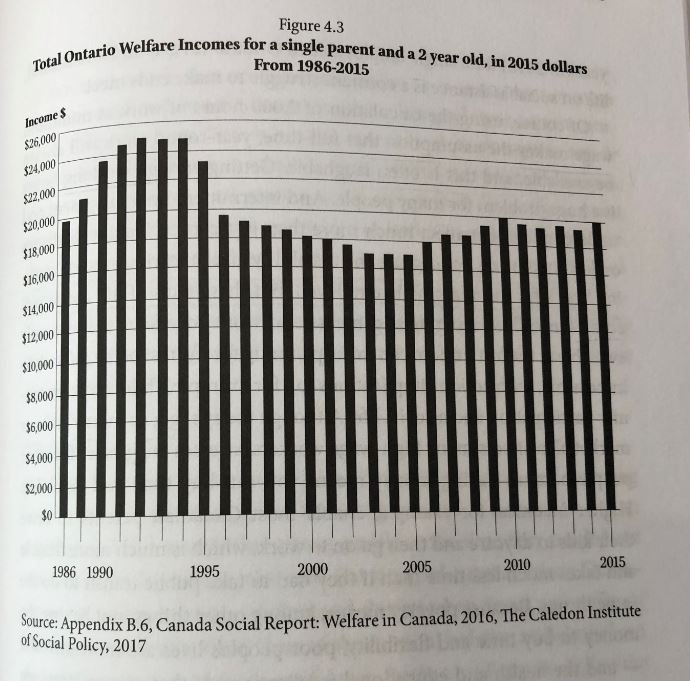 Figure 4.3
Total Ontario Welfare Incomes for a single parent and a 2 year old, in 2015 dollars
From 1986-2015
Income $
$26,000
$24,000
$22,000
$20,000
$18,000
$16,000
$14,000
$12,000
$10,000
$8,000
$6,000
$4,000
$2,000
$0
1986 1990 1995 2000 2005 2010 2015
Source: Appendix B.6, Canada Social Report: Welfare in Canada, 2016, The Caledon Institute
of Social Policy, 2017